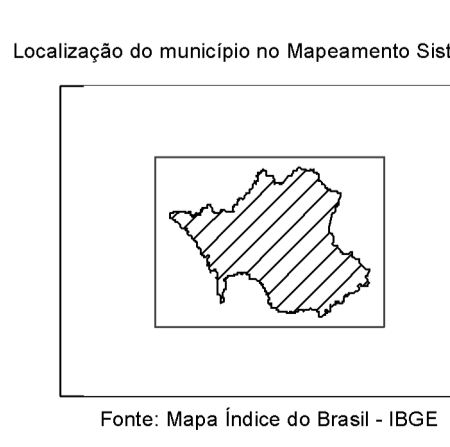 Localização do município no Mapeamento Sist
Fonte: Mapa Índice do Brasil - IBGE